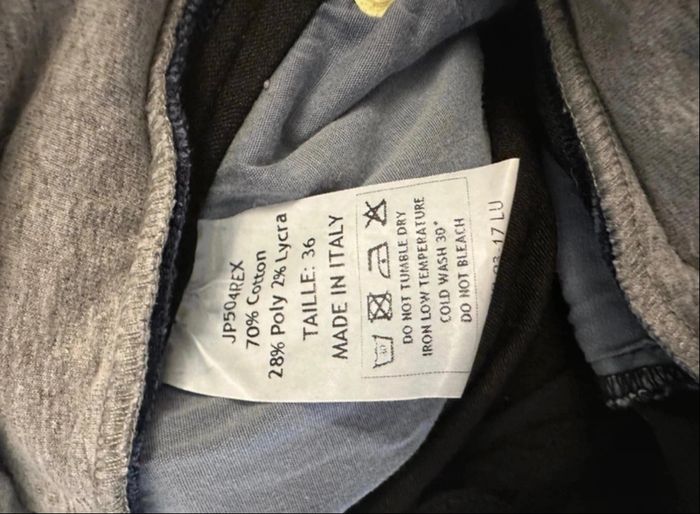 JP504REX
70% Cotton
28% Poly 2% Lycra
TAILLE: 36
MADE IN ITALY
DO NOT TUMBLE DRY
IRON LOW TEMPERATURE
COLD WASH 30°
DO NOT BLEACH
17 LU